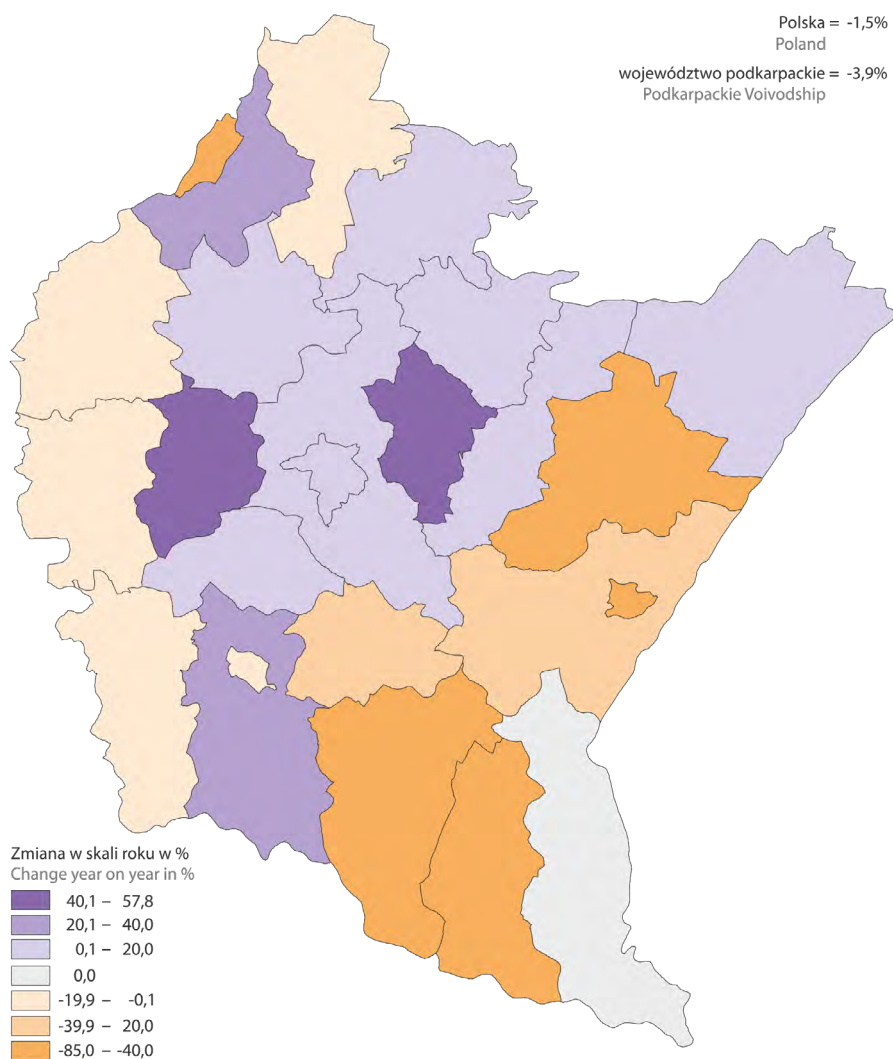 Polska = -1,5%
Poland
województwo podkarpackie = -3,9%
Podkarpackie Voivodship
Zmiana w skali roku w %
Change year on year in %
40,1 – 57,8
20,1 – 40,0
0,1 – 20,0
0,0
-19,9 – -0,1
-39,9 – 20,0
-85,0 – -40,0